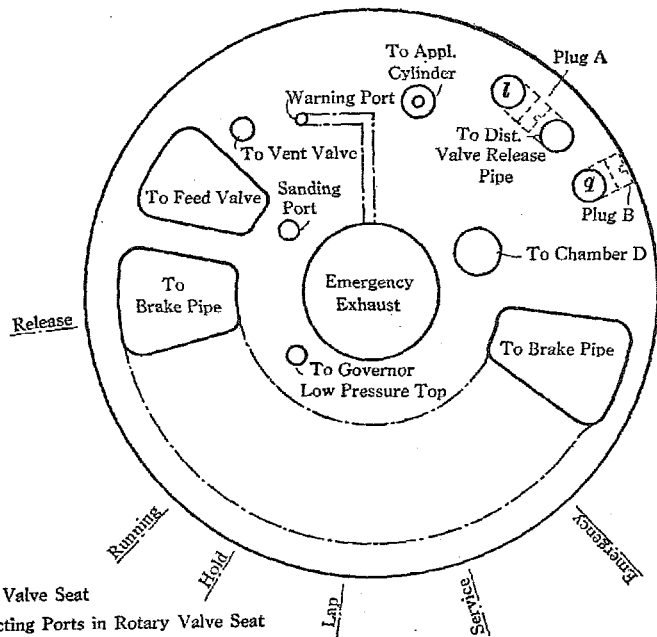 To Appl.
Cylinder
Plug A
l
Warning Port
To Dist.
Valve Release
Pipe
To Vent Valve
To Feed Valve
Sanding
Port
Plug B
To Chamber D
To
Brake Pipe
Emergency
Exhaust
Release
To Brake Pipe
To Governor
Low Pressure Top
Running
Hold
Lap
Service
Emergency
Valve Seat
cting Ports in Rotary Valve Seat